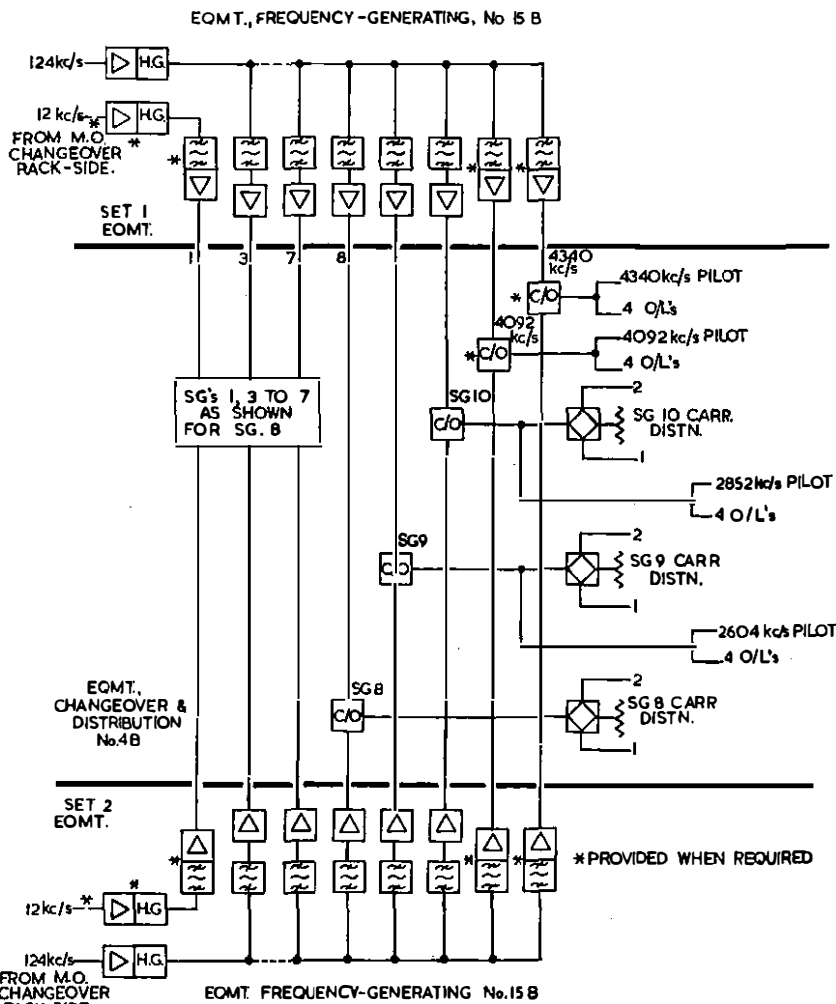 EQMT., FREQUENCY-GENERATING, No 15 B
124kc/s
H.G.
12 kc/s
*
H.G.
FROM M.O. *
CHANGEOVER
RACK-SIDE.
*
*
*
SET 1
EQMT.
1
3
7
8
4340
kc/s
4340kc/s PILOT
* C/O
4 O/L's
4092
kc/s
4092kc/s PILOT
* C/O
4 O/L's
SG's 1, 3 TO 7
AS SHOWN
FOR SG. 8
SG10
C/O
2
SG 10 CARR.
DISTN.
1
2852kc/s PILOT
4 O/L's
SG9
C/O
2
SG 9 CARR
DISTN.
1
2604 kc/s PILOT
4 O/L's
EQMT.,
CHANGEOVER &
DISTRIBUTION
No.4B
SG 8
C/O
2
SG 8 CARR
DISTN.
1
SET 2
EQMT.
*
*
*
* PROVIDED WHEN REQUIRED
*
12kc/s *
H.G.
124kc/s
H.G.
FROM M.O.
CHANGEOVER
RACK-SIDE
EQMT. FREQUENCY-GENERATING No.15 B